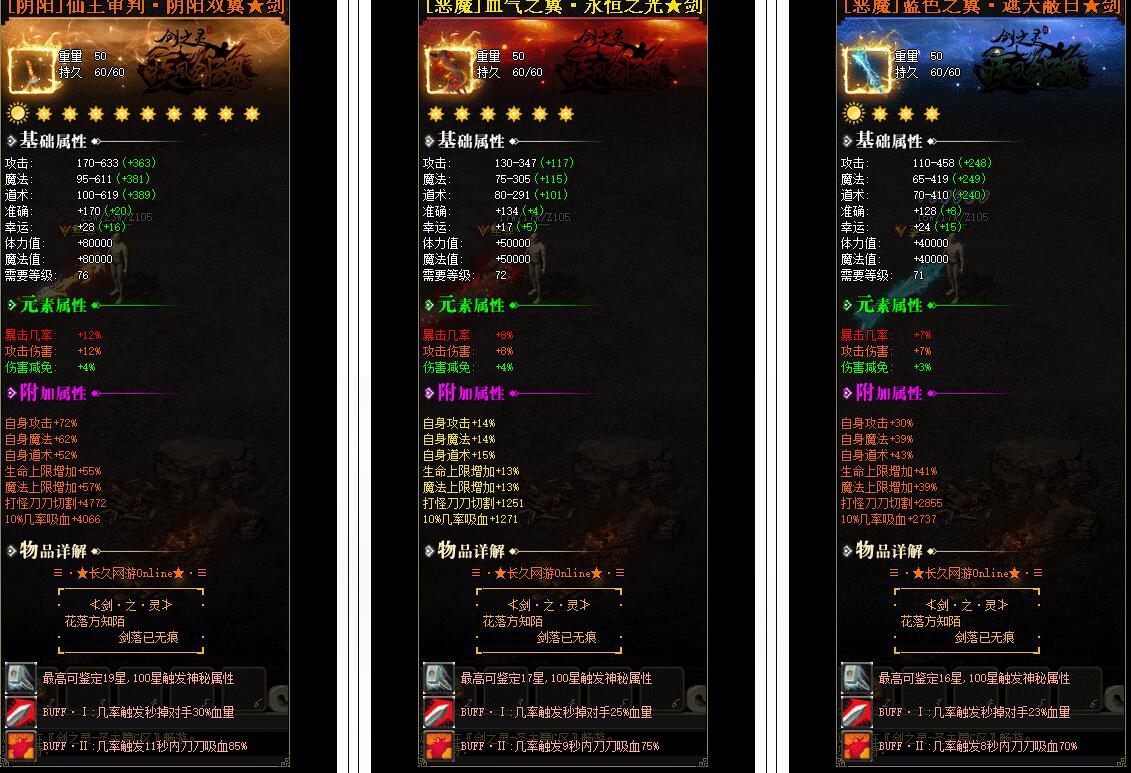 [阴阳]仙王审判·阴阳双翼★剑
剑之灵
重量 50
持久 60/60
基础属性
攻击: 170-633 (+363)
魔法: 95-611 (+381)
道术: 100-619 (+389)
准确: +170 (+20)
幸运: +28 (+16)
体力值: +80000
魔法值: +80000
需要等级: 76
元素属性
暴击几率: +12%
攻击伤害: +12%
伤害减免: +4%
附加属性
自身攻击+72%
自身魔法+62%
自身道术+52%
生命上限增加+55%
魔法上限增加+57%
打怪刀刀切割+4772
10%几率吸血+4066
物品详解
≡·★长久网游Online★·≡
≮剑·之·灵≯
花落方知陌
剑落已无痕
最高可鉴定19星,100星触发神秘属性
BUFF·Ⅰ:几率触发秒掉对手30%血量
BUFF·Ⅱ:几率触发11秒内刀刀吸血85%
[恶魔]血气之翼·永恒之光★剑
剑之灵
重量 50
持久 60/60
基础属性
攻击: 130-347 (+117)
魔法: 75-305 (+115)
道术: 80-291 (+101)
准确: +134 (+4)
幸运: +17 (+5)
体力值: +50000
魔法值: +50000
需要等级: 72
元素属性
暴击几率: +8%
攻击伤害: +8%
伤害减免: +4%
附加属性
自身攻击+14%
自身魔法+14%
自身道术+15%
生命上限增加+13%
魔法上限增加+13%
打怪刀刀切割+1251
10%几率吸血+1271
物品详解
≡·★长久网游Online★·≡
≮剑·之·灵≯
花落方知陌
剑落已无痕
最高可鉴定17星,100星触发神秘属性
BUFF·Ⅰ:几率触发秒掉对手25%血量
BUFF·Ⅱ:几率触发9秒内刀刀吸血75%
[恶魔]蓝色之翼·遮天蔽日★剑
剑之灵
重量 50
持久 60/60
基础属性
攻击: 110-458 (+248)
魔法: 65-419 (+249)
道术: 70-410 (+240)
准确: +128 (+8)
幸运: +24 (+15)
体力值: +40000
魔法值: +40000
需要等级: 71
元素属性
暴击几率: +7%
攻击伤害: +7%
伤害减免: +3%
附加属性
自身攻击+30%
自身魔法+39%
自身道术+43%
生命上限增加+41%
魔法上限增加+39%
打怪刀刀切割+2855
10%几率吸血+2737
物品详解
≡·★长久网游Online★·≡
≮剑·之·灵≯
花落方知陌
剑落已无痕
最高可鉴定16星,100星触发神秘属性
BUFF·Ⅰ:几率触发秒掉对手23%血量
BUFF·Ⅱ:几率触发8秒内刀刀吸血70%